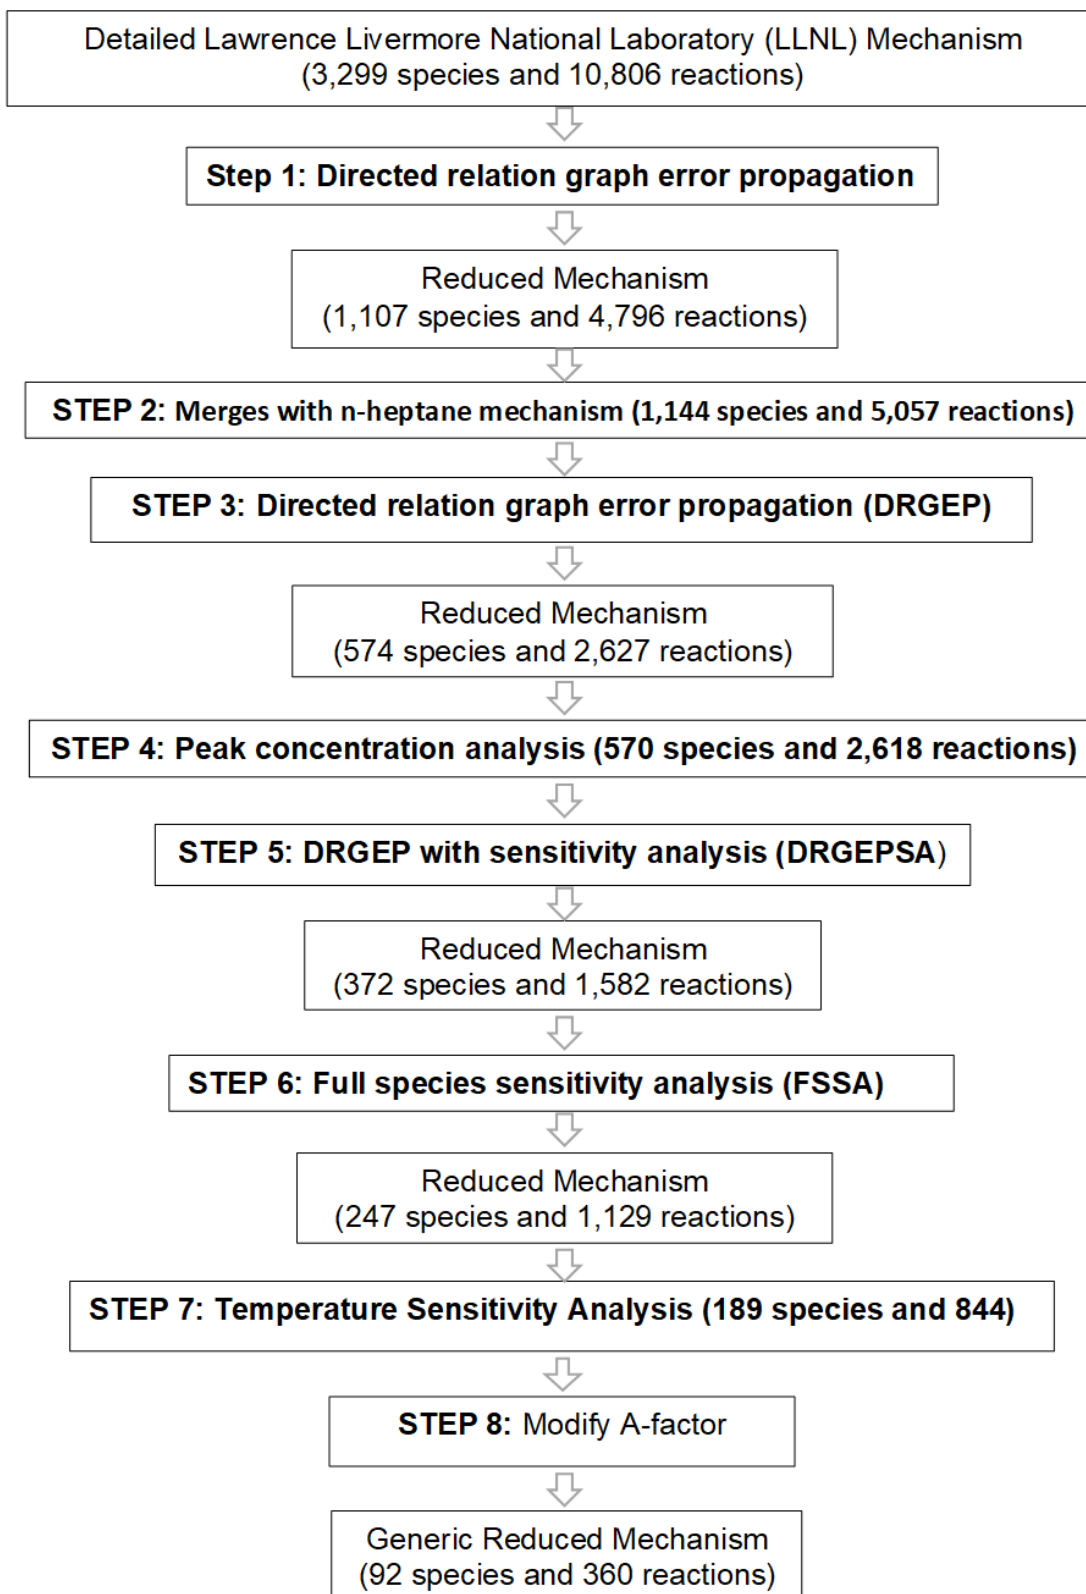 Detailed Lawrence Livermore National Laboratory (LLNL) Mechanism
(3,299 species and 10,806 reactions)
Step 1: Directed relation graph error propagation
Reduced Mechanism
(1,107 species and 4,796 reactions)
STEP 2: Merges with n-heptane mechanism (1,144 species and 5,057 reactions)
STEP 3: Directed relation graph error propagation (DRGEP)
Reduced Mechanism
(574 species and 2,627 reactions)
STEP 4: Peak concentration analysis (570 species and 2,618 reactions)
STEP 5: DRGEP with sensitivity analysis (DRGEPSA)
Reduced Mechanism
(372 species and 1,582 reactions)
STEP 6: Full species sensitivity analysis (FSSA)
Reduced Mechanism
(247 species and 1,129 reactions)
STEP 7: Temperature Sensitivity Analysis (189 species and 844)
STEP 8: Modify A-factor
Generic Reduced Mechanism
(92 species and 360 reactions)